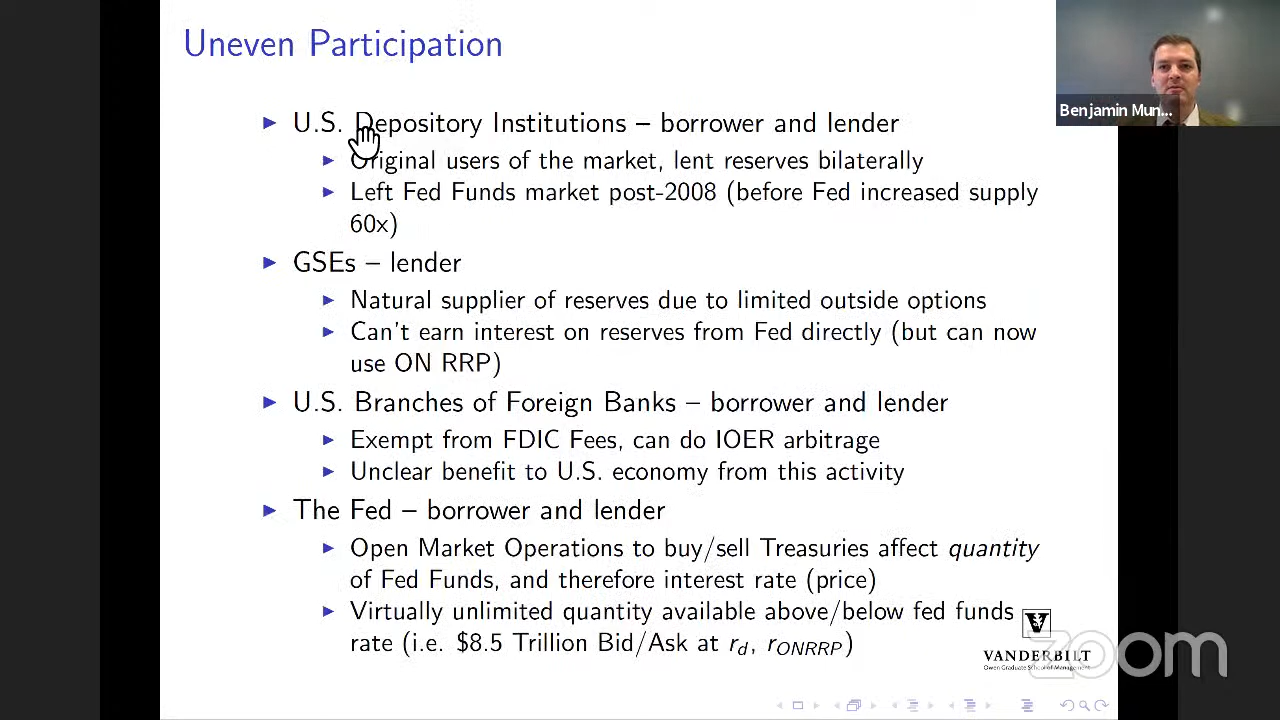 Uneven Participation
Benjamin Mun...
U.S. Depository Institutions – borrower and lender
Original users of the market, lent reserves bilaterally
Left Fed Funds market post-2008 (before Fed increased supply
60x)
GSEs – lender
Natural supplier of reserves due to limited outside options
Can't earn interest on reserves from Fed directly (but can now
use ON RRP)
U.S. Branches of Foreign Banks – borrower and lender
Exempt from FDIC Fees, can do IOER arbitrage
Unclear benefit to U.S. economy from this activity
The Fed – borrower and lender
Open Market Operations to buy/sell Treasuries affect quantity
of Fed Funds, and therefore interest rate (price)
Virtually unlimited quantity available above/below fed funds
rate (i.e. $8.5 Trillion Bid/Ask at r_d, r_ONRRP)
V
VANDERBILT
Owen Graduate School of Management
zoom